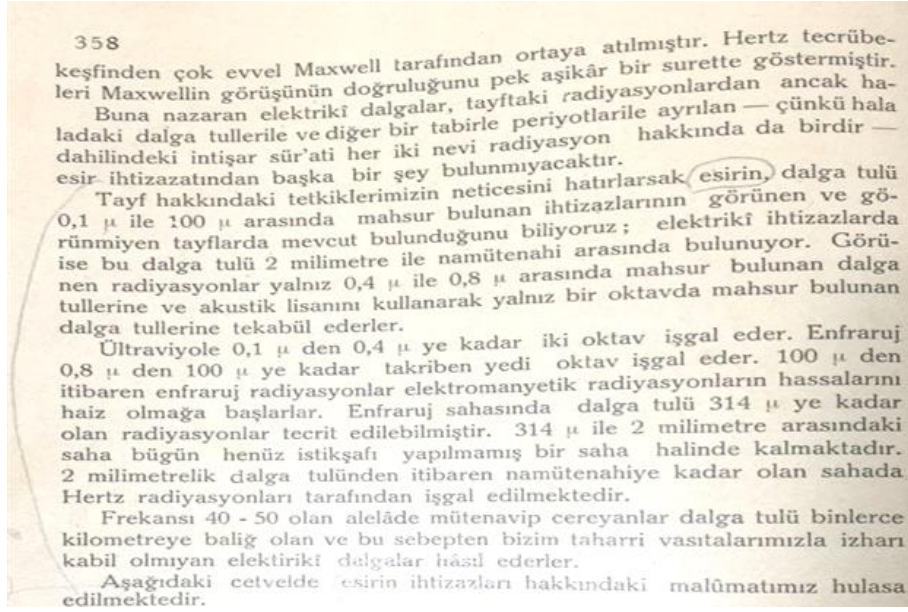 358
keşfinden çok evvel Maxwell tarafından ortaya atılmıştır. Hertz tecrübe-
leri Maxwellin görüşünün doğruluğunu pek aşikâr bir surette göstermiştir.
Buna nazaran elektrikî dalgalar, tayftaki radiyasyonlardan ancak ha-
ladaki dalga tullerile ve diğer bir tabirle periyotlarile ayrılan — çünkü hala
dahilindeki intişar sür'ati her iki nevi radiyasyon hakkında da birdir —
esir ihtizazatından başka bir şey bulunmıyacaktır.
Tayf hakkındaki tetkiklerimizin neticesini hatırlarsak esirin, dalga tulü
0,1 µ ile 100 µ arasında mahsur bulunan ihtizazlarının görünen ve gö-
rünmiyen tayflarda mevcut bulunduğunu biliyoruz; elektrikî ihtizazlarda
ise bu dalga tulü 2 milimetre ile namütenahi arasında bulunuyor. Görü-
nen radiyasyonlar yalnız 0,4 µ ile 0,8 µ arasında mahsur bulunan dalga
tullerine ve akustik lisanını kullanarak yalnız bir oktavda mahsur bulunan
dalga tullerine tekabül ederler.
Ültraviyole 0,1 µ den 0,4 µ ye kadar iki oktav işgal eder. Enfraruj
0,8 µ den 100 µ ye kadar takriben yedi oktav işgal eder. 100 µ den
itibaren enfraruj radiyasyonlar elektromanyetik radiyasyonların hassalarını
haiz olmağa başlarlar. Enfraruj sahasında dalga tulü 314 µ ye kadar
olan radiyasyonlar tecrit edilebilmiştir. 314 µ ile 2 milimetre arasındaki
saha bügün henüz istikşafı yapılmamış bir saha halinde kalmaktadır.
2 milimetrelik dalga tulünden itibaren namütenahiye kadar olan sahada
Hertz radiyasyonları tarafından işgal edilmektedir.
Frekansı 40 - 50 olan alelâde mütenavip cereyanlar dalga tulü binlerce
kilometreye baliğ olan ve bu sebepten bizim taharri vasıtalarımızla izharı
kabil olmıyan elektirikî dalgalar hâsıl ederler.
Aşağıdaki cetvelde esirin ihtizazları hakkındaki malûmatımız hulasa
edilmektedir.